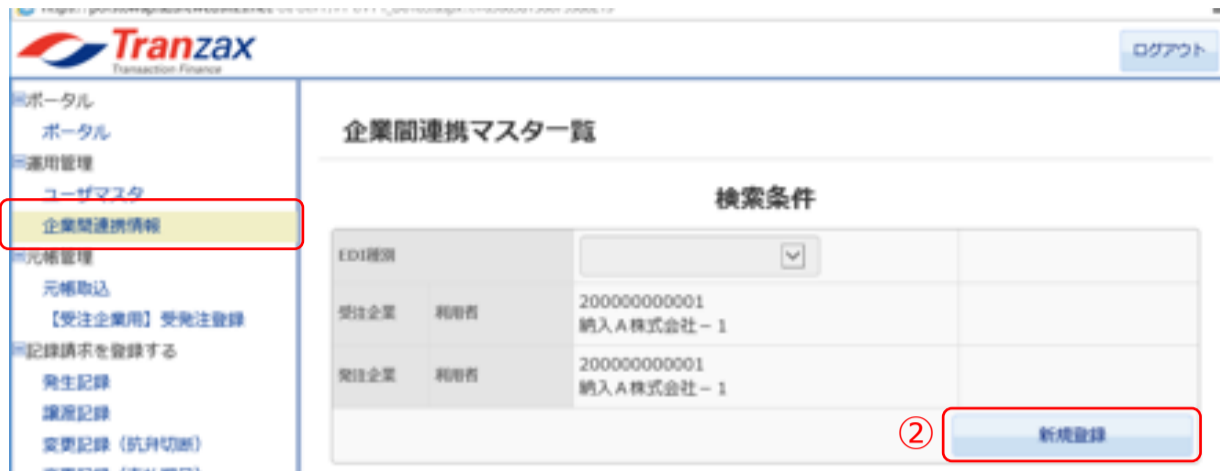 Tranzax
Transaction Finance
ログアウト
ポータル
ポータル
運用管理
ユーザマスタ
企業間連携情報
元帳管理
元帳取込
【受注企業用】受発注登録
記録請求を登録する
発生記録
譲渡記録
変更記録（抗弁切断）
企業間連携マスタ一覧
検索条件
EDI種別
受注企業 利用者 200000000001
納入A株式会社－1
発注企業 利用者 200000000001
納入A株式会社－1
② 新規登録